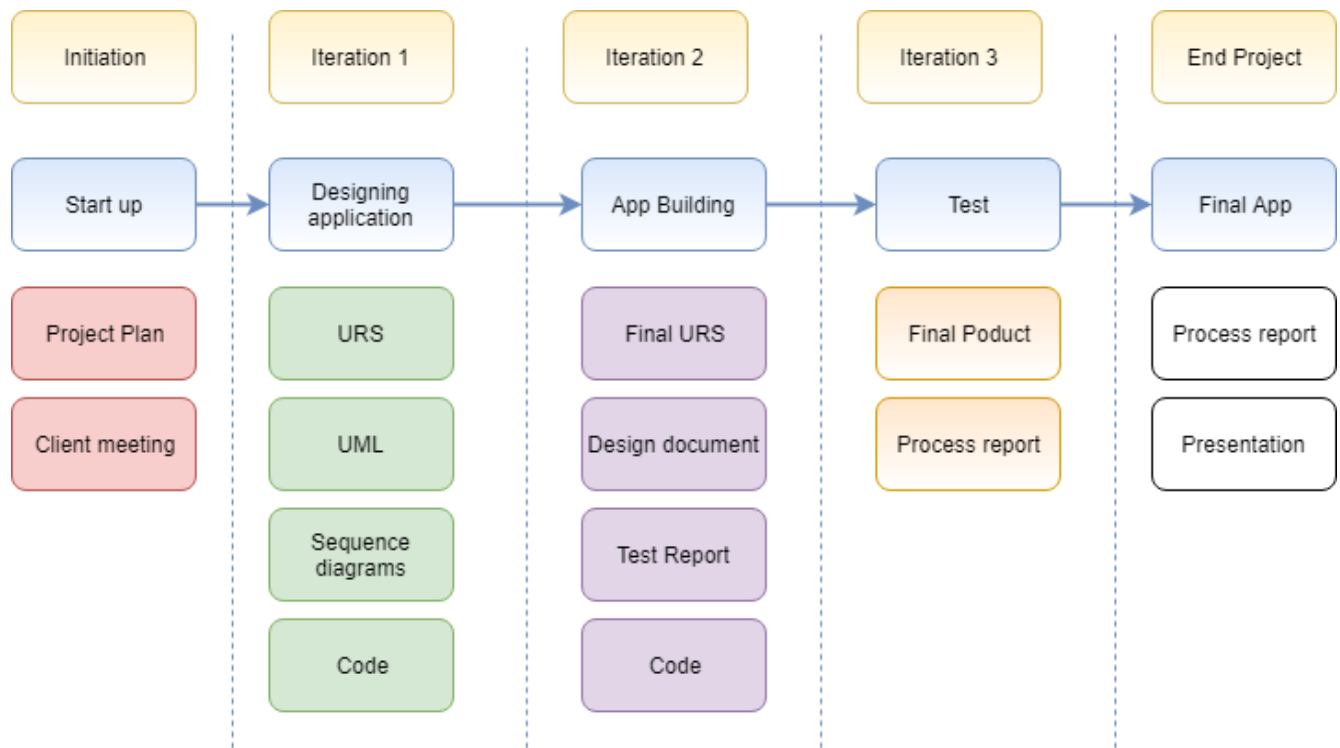 Initiation
Iteration 1
Iteration 2
Iteration 3
End Project
Start up
Designing
application
App Building
Test
Final App
Project Plan
URS
Final URS
Final Poduct
Process report
Client meeting
UML
Design document
Process report
Presentation
Sequence
diagrams
Test Report
Code
Code